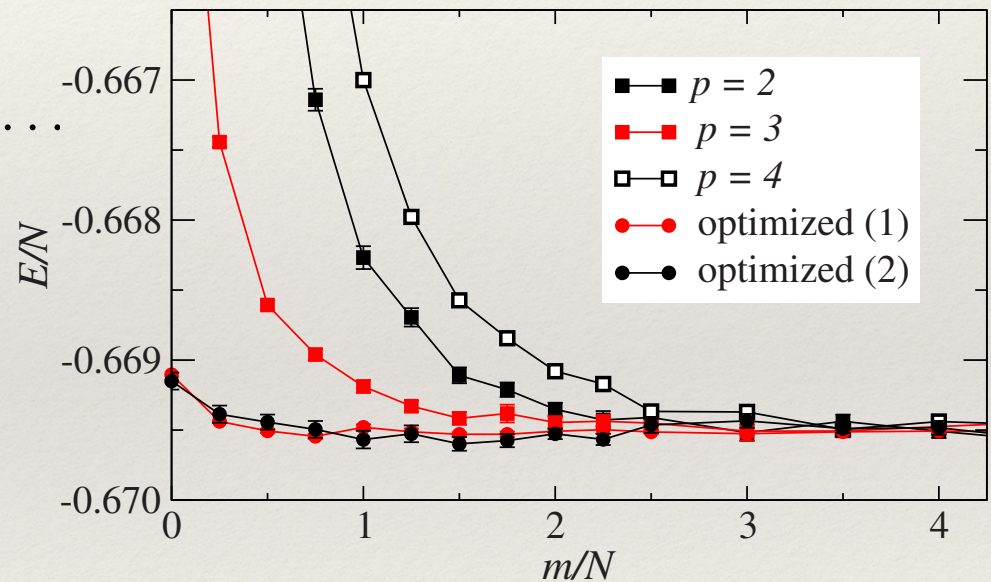 -0.667
-0.668
-0.669
-0.670
E/N
. . .
p = 2
p = 3
p = 4
optimized (1)
optimized (2)
0 1 2 3 4
m/N